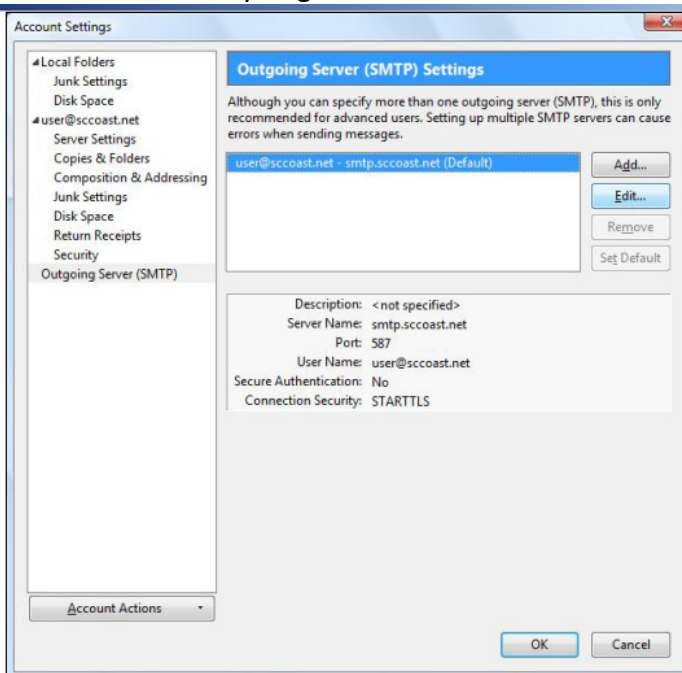 Account Settings
Local Folders
Junk Settings
Disk Space
user@sccoast.net
Server Settings
Copies & Folders
Composition & Addressing
Junk Settings
Disk Space
Return Receipts
Security
Outgoing Server (SMTP)
Account Actions
Outgoing Server (SMTP) Settings
Although you can specify more than one outgoing server (SMTP), this is only
recommended for advanced users. Setting up multiple SMTP servers can cause
errors when sending messages.
user@sccoast.net - smtp.sccoast.net (Default)
Add...
Edit...
Remove
Set Default
Description: <not specified>
Server Name: smtp.sccoast.net
Port: 587
User Name: user@sccoast.net
Secure Authentication: No
Connection Security: STARTTLS
OK
Cancel